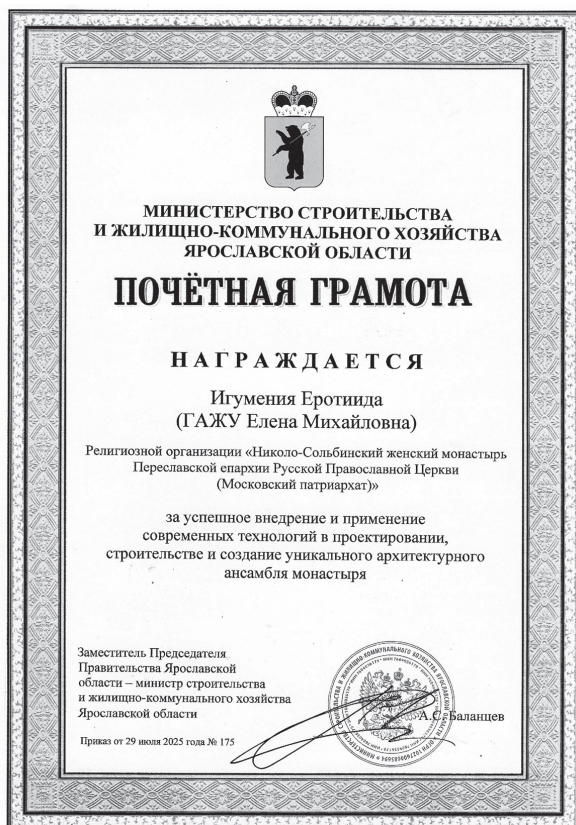 МИНИСТЕРСТВО СТРОИТЕЛЬСТВА
И ЖИЛИЩНО-КОММУНАЛЬНОГО ХОЗЯЙСТВА
ЯРОСЛАВСКОЙ ОБЛАСТИ
ПОЧЁТНАЯ ГРАМОТА
НАГРАЖДАЕТСЯ
Игумения Еротиида
(ГАЖУ Елена Михайловна)
Религиозной организации «Николо-Сольбинский женский монастырь
Переславской епархии Русской Православной Церкви
(Московский патриархат)»
за успешное внедрение и применение
современных технологий в проектировании,
строительстве и создание уникального архитектурного
ансамбля монастыря
Заместитель Председателя
Правительства Ярославской
области – министр строительства
и жилищно-коммунального хозяйства
Ярославской области
А.С. Баланцев
Приказ от 29 июля 2025 года № 175